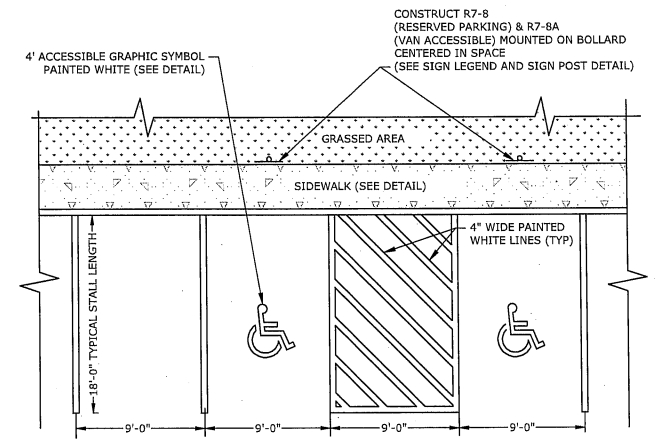 CONSTRUCT R7-8
(RESERVED PARKING) & R7-8A
(VAN ACCESSIBLE) MOUNTED ON BOLLARD
CENTERED IN SPACE
(SEE SIGN LEGEND AND SIGN POST DETAIL)
4' ACCESSIBLE GRAPHIC SYMBOL
PAINTED WHITE (SEE DETAIL)
GRASSED AREA
SIDEWALK (SEE DETAIL)
4" WIDE PAINTED
WHITE LINES (TYP)
18'-0" TYPICAL STALL LENGTH
9'-0"
9'-0"
9'-0"
9'-0"